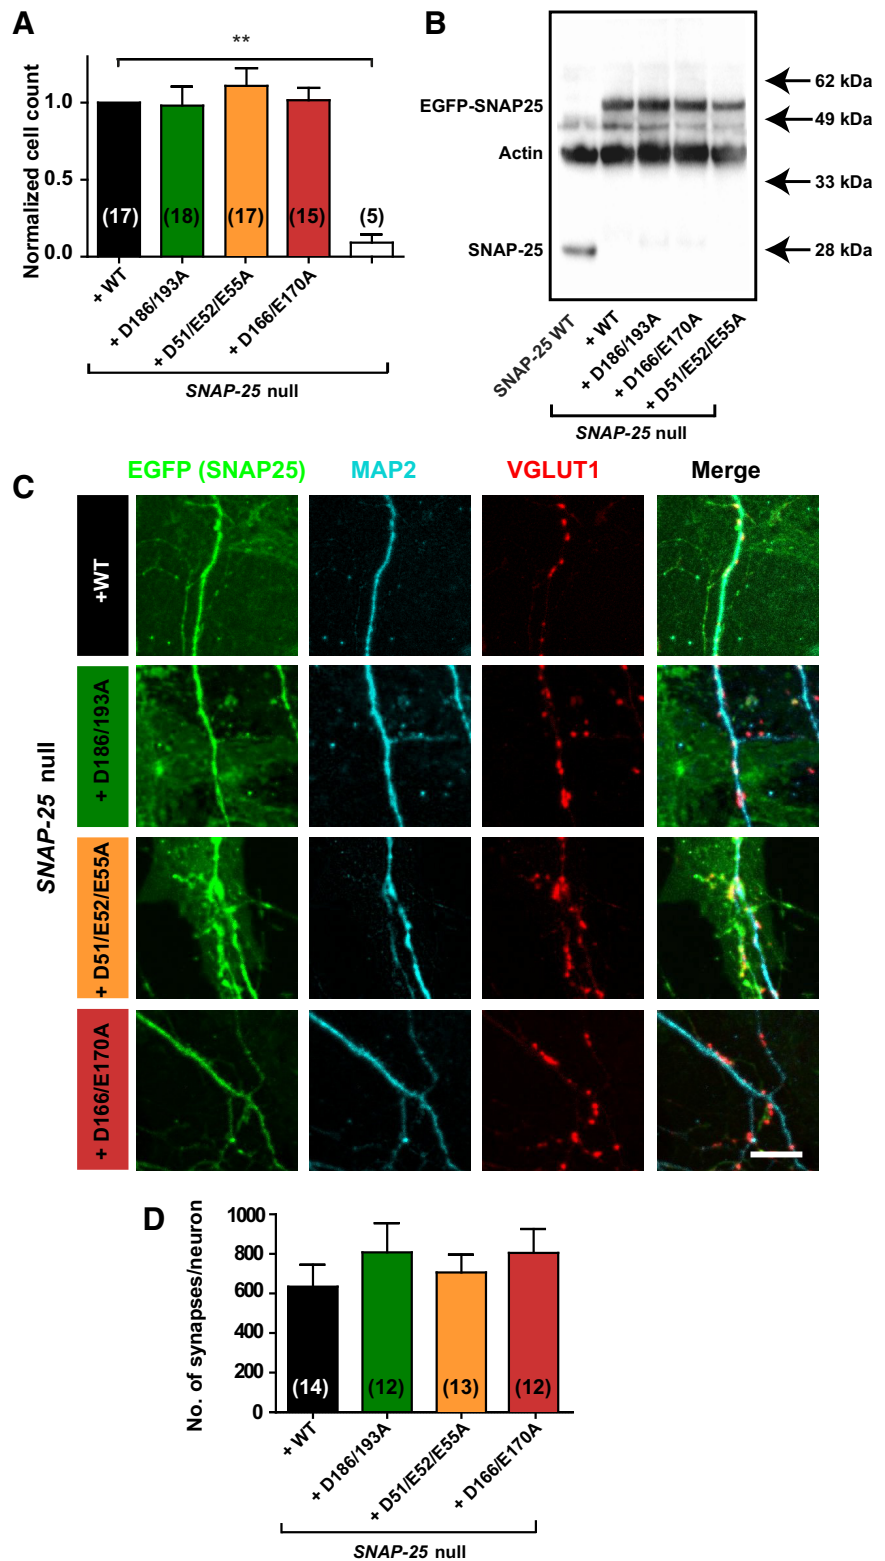 A
**
Normalized cell count
1.0
0.5
0.0
(17)
(18)
(17)
(15)
(5)
+ WT
+ D186/193A
+ D51/E52/E55A
+ D166/E170A
SNAP-25 null
B
EGFP-SNAP25
Actin
SNAP-25
62 kDa
49 kDa
33 kDa
28 kDa
SNAP-25 WT
+ WT
+ D186/193A
+ D166/E170A
+ D51/E52/E55A
SNAP-25 null
C
EGFP (SNAP25)
MAP2
VGLUT1
Merge
SNAP-25 null
+WT
+ D186/193A
+ D51/E52/E55A
+ D166/E170A
D
No. of synapses/neuron
1000
800
600
400
200
0
(14)
(12)
(13)
(12)
+ WT
+ D186/193A
+ D51/E52/E55A
+ D166/E170A
SNAP-25 null